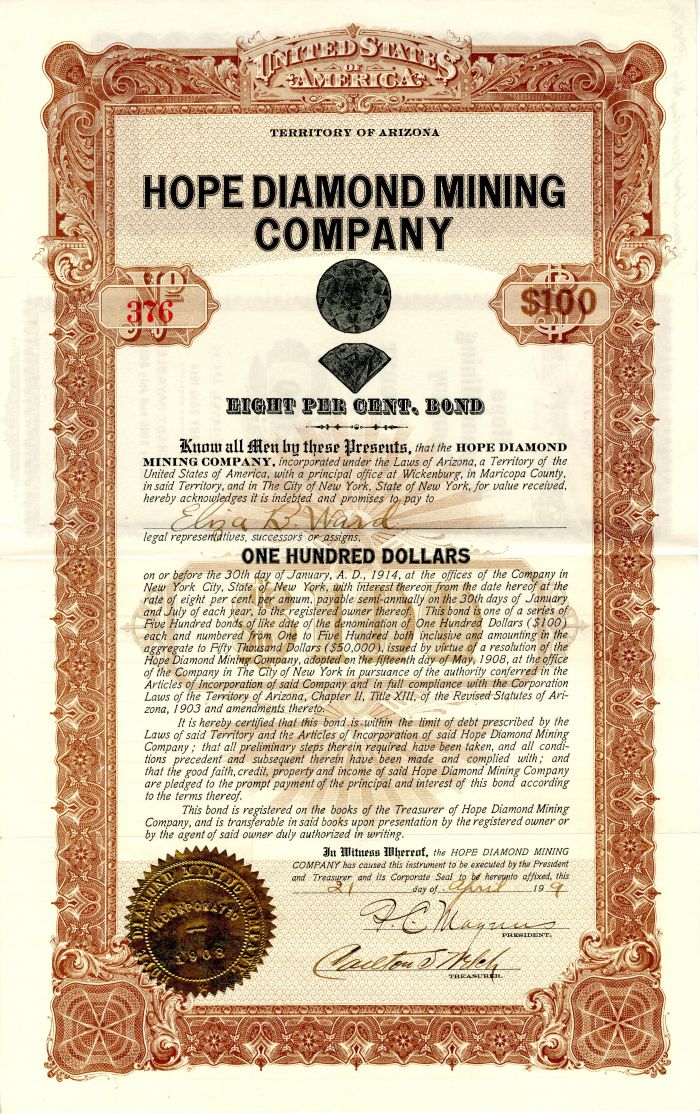 UNITED STATES
OF
AMERICA
TERRITORY OF ARIZONA
HOPE DIAMOND MINING
COMPANY
No
376
$100
EIGHT PER CENT. BOND
Know all Men by these Presents, that the HOPE DIAMOND
MINING COMPANY, incorporated under the Laws of Arizona, a Territory of the
United States of America, with a principal office at Wickenburg, in Maricopa County,
in said Territory, and in The City of New York, State of New York, for value received,
hereby acknowledges it is indebted and promises to pay to
Eliza B. Ward
legal representatives, successors or assigns,
ONE HUNDRED DOLLARS
on or before the 30th day of January, A. D., 1914, at the offices of the Company in
New York City, State of New York, with interest thereon from the date hereof at the
rate of eight per cent. per annum, payable semi-annually on the 30th days of January
and July of each year, to the registered owner thereof. This bond is one of a series of
Five Hundred bonds of like date of the denomination of One Hundred Dollars ($100)
each and numbered from One to Five Hundred both inclusive and amounting in the
aggregate to Fifty Thousand Dollars ($50,000), issued by virtue of a resolution of the
Hope Diamond Mining Company, adopted on the fifteenth day of May, 1908, at the office
of the Company in The City of New York in pursuance of the authority conferred in the
Articles of Incorporation of said Company and in full compliance with the Corporation
Laws of the Territory of Arizona, Chapter II, Title XIII, of the Revised Statutes of Ari-
zona, 1903 and amendments thereto.
It is hereby certified that this bond is within the limit of debt prescribed by the
Laws of said Territory and the Articles of Incorporation of said Hope Diamond Mining
Company; that all preliminary steps therein required have been taken, and all condi-
tions precedent and subsequent therein have been made and complied with; and
that the good faith, credit, property and income of said Hope Diamond Mining Company
are pledged to the prompt payment of the principal and interest of this bond according
to the terms thereof.
This bond is registered on the books of the Treasurer of Hope Diamond Mining
Company, and is transferable in said books upon presentation by the registered owner or
by the agent of said owner duly authorized in writing.
In Witness Whereof, the HOPE DIAMOND MINING
COMPANY has caused this instrument to be executed by the President
and Treasurer and its Corporate Seal to be hereunto affixed, this
21 day of April 19 9
F. C. Magnus
PRESIDENT.
Carlton S. Welch
TREASURER.
HOPE DIAMOND MINING COMPANY
INCORPORATED
1908
$100